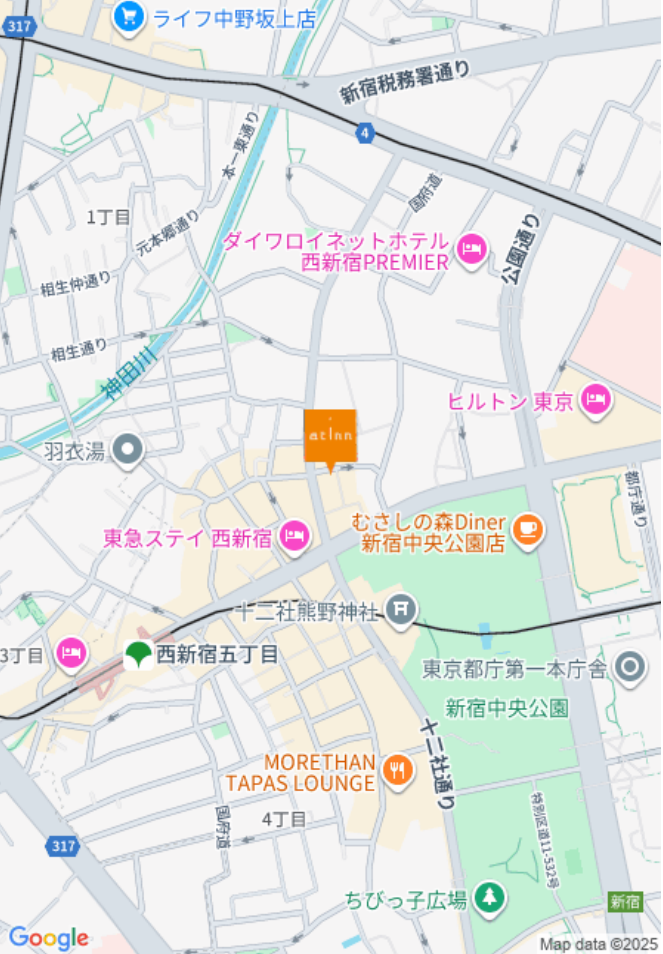 317
ライフ中野坂上店
新宿税務署通り
4
本一東通り
国府道
1丁目
元本郷通り
ダイワロイネットホテル
西新宿PREMIER
公園通り
相生仲通り
相生通り
神田川
ヒルトン 東京
at Inn
羽衣湯
都庁通り
むさしの森Diner
新宿中央公園店
東急ステイ 西新宿
十二社熊野神社
3丁目
西新宿五丁目
東京都庁第一本庁舎
新宿中央公園
十二社通り
MORETHAN
TAPAS LOUNGE
特別区道11-532号
国府道
4丁目
317
ちびっ子広場
新宿
Google
Map data ©2025